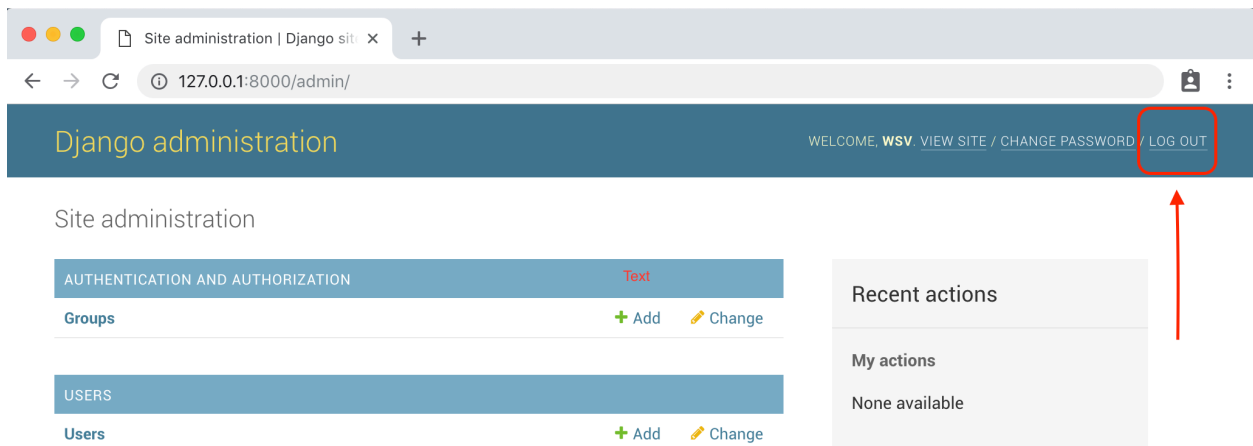 Site administration | Django sit
127.0.0.1:8000/admin/
Django administration
WELCOME, WSV. VIEW SITE / CHANGE PASSWORD / LOG OUT
Site administration
AUTHENTICATION AND AUTHORIZATION Text
Groups Add Change
USERS
Users Add Change
Recent actions
My actions
None available